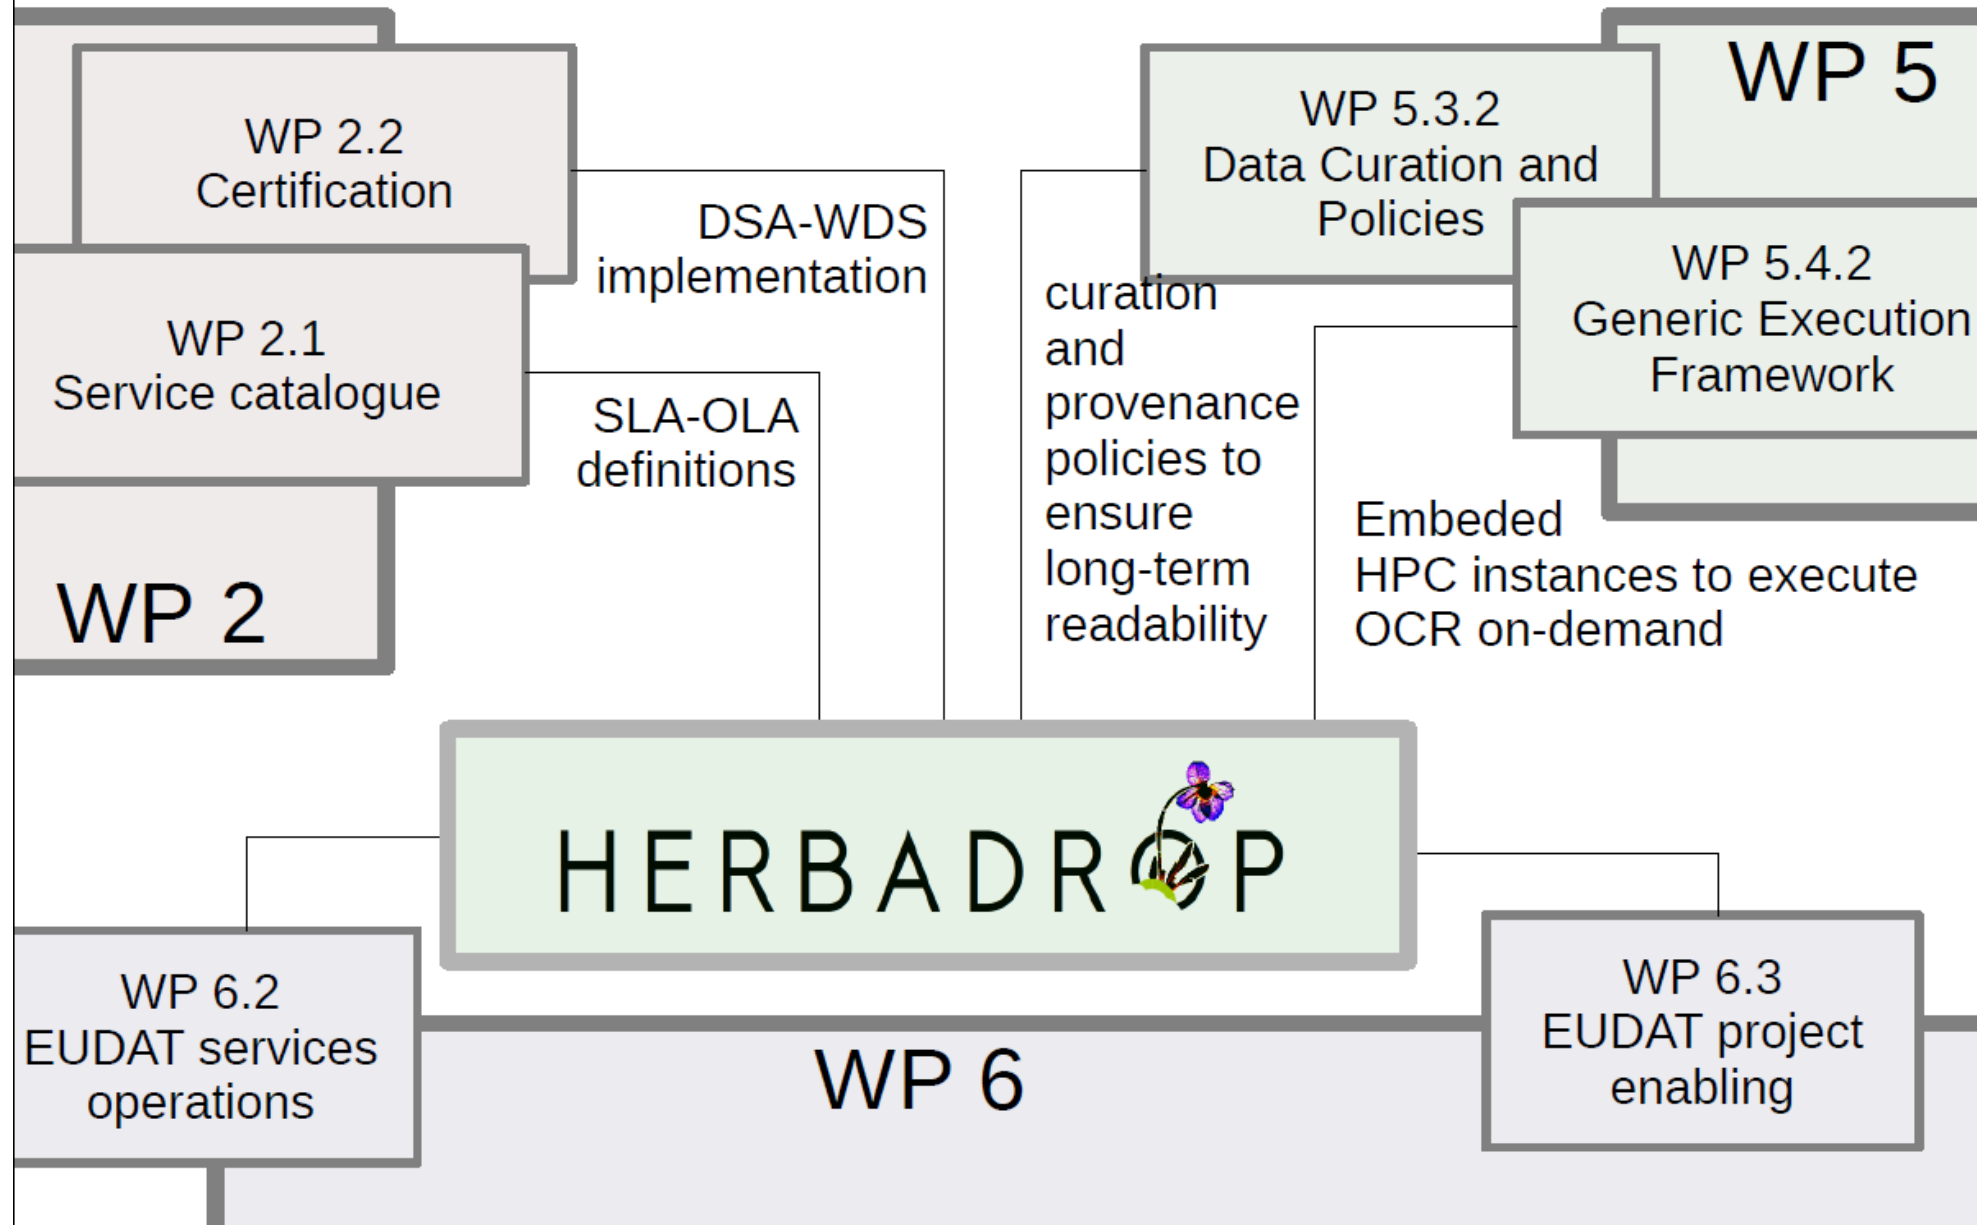 WP 2.2
Certification
DSA-WDS
implementation
WP 2.1
Service catalogue
SLA-OLA
definitions
WP 2
WP 5
WP 5.3.2
Data Curation and
Policies
curation
and
provenance
policies to
ensure
long-term
readability
WP 5.4.2
Generic Execution
Framework
Embeded
HPC instances to execute
OCR on-demand
HERBADROP
WP 6.2
EUDAT services
operations
WP 6
WP 6.3
EUDAT project
enabling